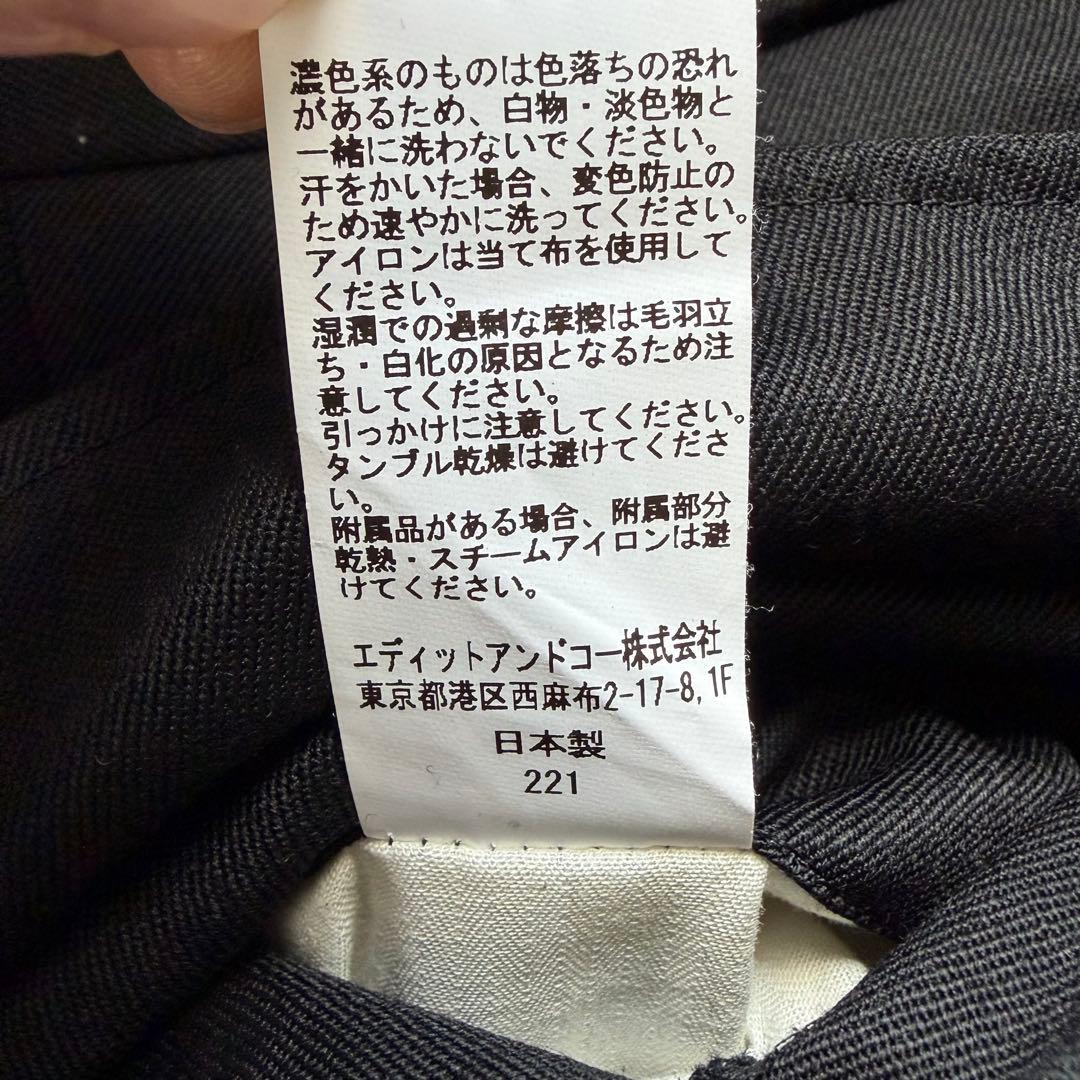 濃色系のものは色落ちの恐れ
があるため、白物・淡色物と
一緒に洗わないでください。
汗をかいた場合、変色防止の
ため速やかに洗ってください。
アイロンは当て布を使用して
ください。
湿潤での過剰な摩擦は毛羽立
ち・白化の原因となるため注
意してください。
引っかけに注意してください。
タンブル乾燥は避けてくださ
い。
附属品がある場合、附属部分
乾熱・スチームアイロンは避
けてください。
エディットアンドコー株式会社
東京都港区西麻布2-17-8,1F
日本製
221